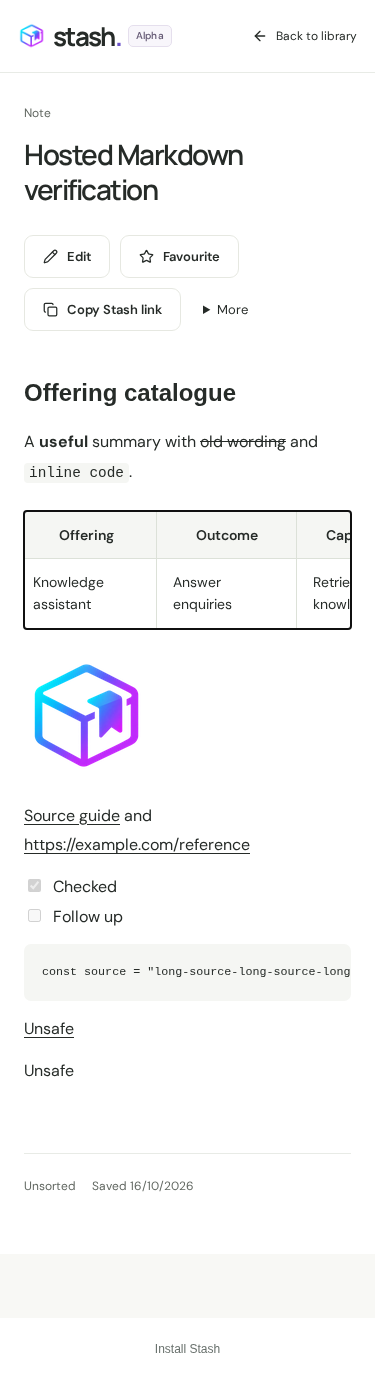 stash. Alpha Back to library
Note
Hosted Markdown
verification
Edit Favourite
Copy Stash link More
Offering catalogue
A useful summary with old wording and
inline code.
Offering Outcome Cap
Knowledge Answer Retrie
assistant enquiries knowl
Source guide and
https://example.com/reference
Checked
Follow up
const source = "long-source-long-source-long
Unsafe
Unsafe
Unsorted Saved 16/10/2026
Install Stash